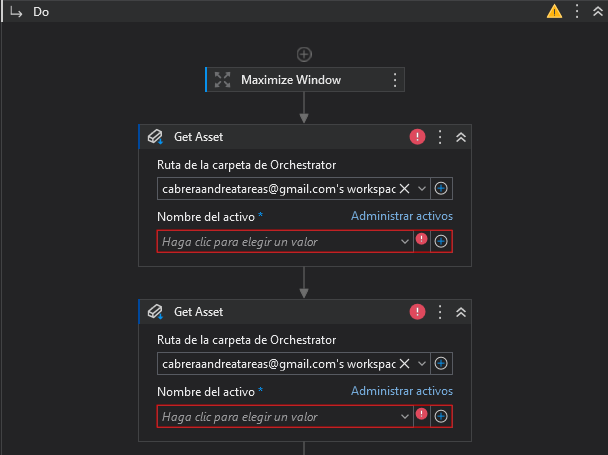 Do
Maximize Window
Get Asset
Ruta de la carpeta de Orchestrator
cabreraandreatareas@gmail.com's workspac
Nombre del activo * Administrar activos
Haga clic para elegir un valor
Get Asset
Ruta de la carpeta de Orchestrator
cabreraandreatareas@gmail.com's workspac
Nombre del activo * Administrar activos
Haga clic para elegir un valor